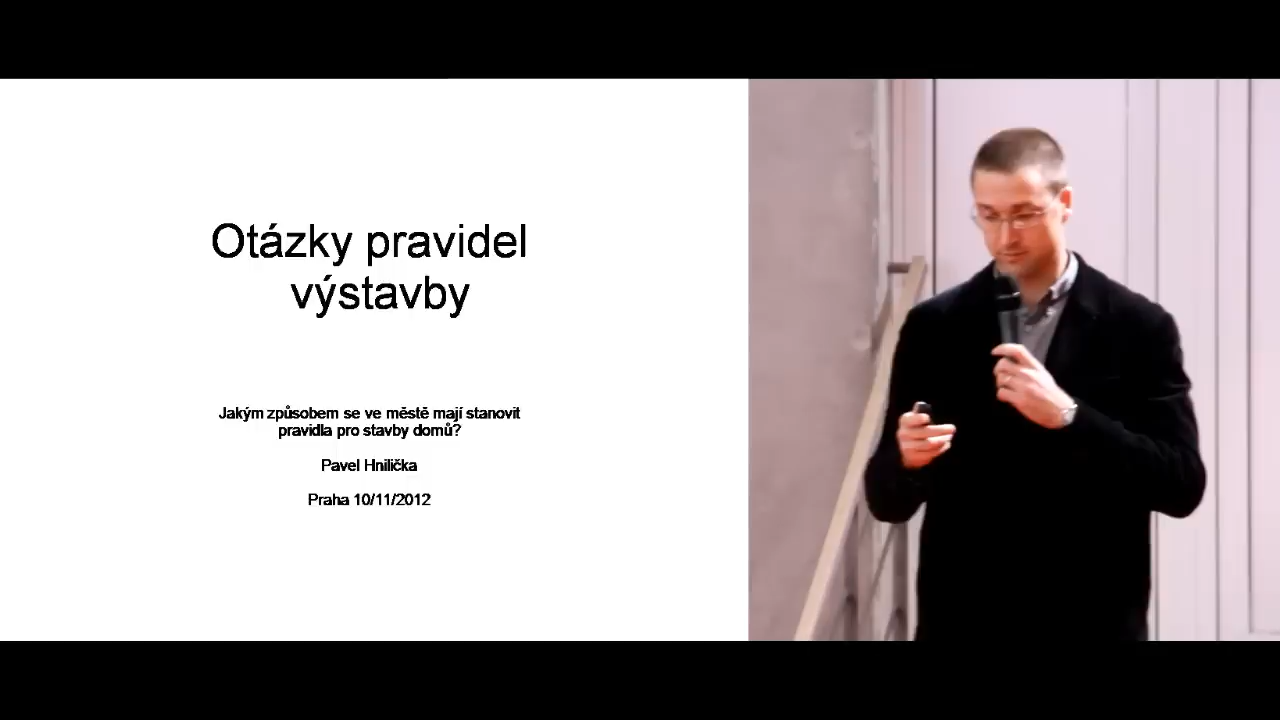 Otázky pravidel
výstavby
Jakým způsobem se ve městě mají stanovit
pravidla pro stavby domů?
Pavel Hnilička
Praha 10/11/2012